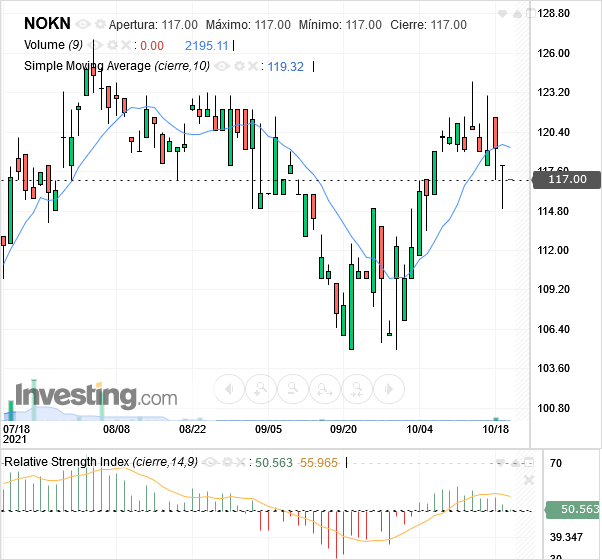 NOKN Apertura: 117.00 Máximo: 117.00 Mínimo: 117.00 Cierre: 117.00
Volume (9) : 0.00 2195.11
Simple Moving Average (cierre,10) : 119.32
128.80
126.00
123.20
120.40
117.60
117.00
114.80
112.00
109.20
106.40
103.60
100.80
Investing.com
07/18 08/08 08/22 09/05 09/20 10/04 10/18
2021
Relative Strength Index (cierre,14,9) : 50.563 55.965
70
50.563
39.347
30